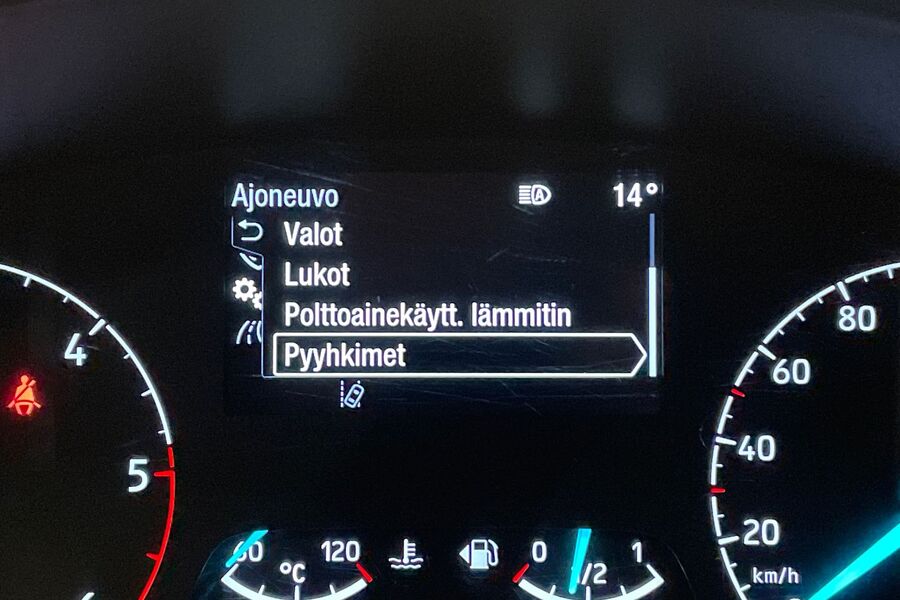 Ajoneuvo
14°
Valot
Lukot
Polttoainekäytt. lämmitin
Pyyhkimet
4
5
80
60
40
20
km/h
60
120
°C
0
1/2
1